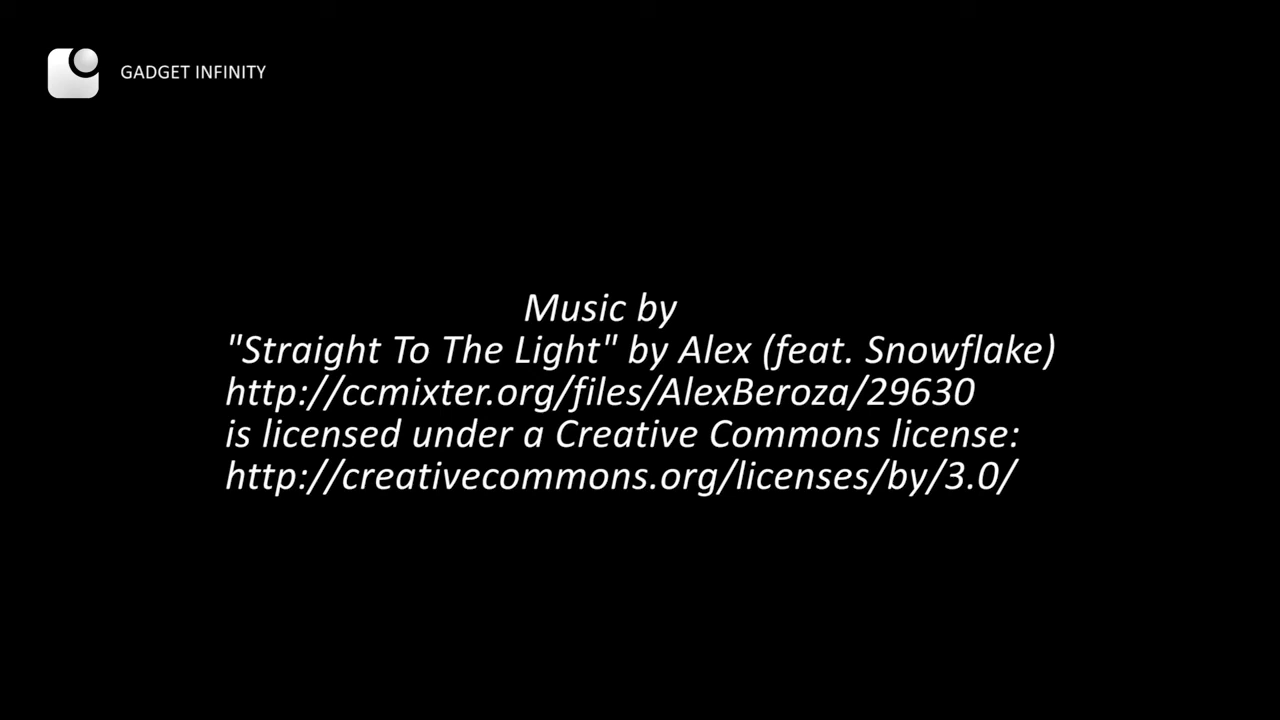 GADGET INFINITY
Music by
"Straight To The Light" by Alex (feat. Snowflake)
http://ccmixter.org/files/AlexBeroza/29630
is licensed under a Creative Commons license:
http://creativecommons.org/licenses/by/3.0/